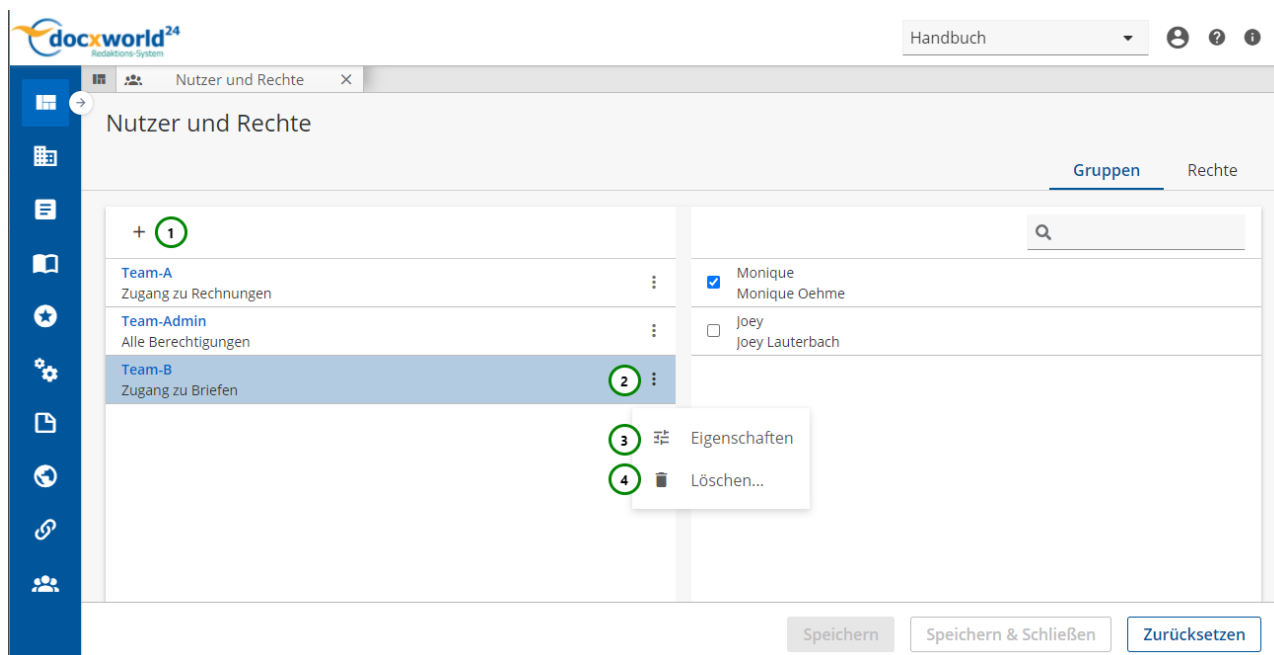 docxworld24
Redaktions-System
Handbuch
Nutzer und Rechte
Nutzer und Rechte
Gruppen Rechte
+ 1
Team-A
Zugang zu Rechnungen
Monique
Monique Oehme
Team-Admin
Alle Berechtigungen
Joey
Joey Lauterbach
Team-B
Zugang zu Briefen
2
3 Eigenschaften
4 Löschen...
Speichern Speichern & Schließen Zurücksetzen